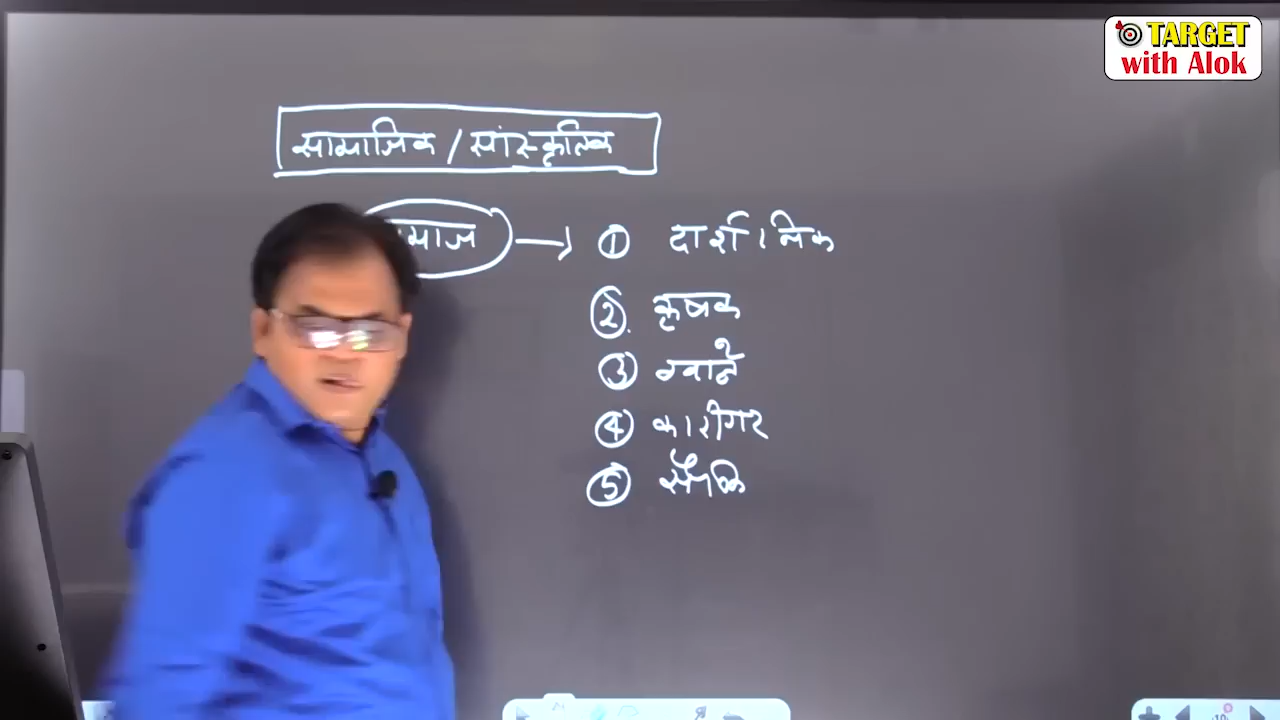 TARGET
with Alok
सामाजिक / सांस्कृतिक
माज → ① दार्शनिक
② कृषक
③ ग्वाले
④ कारीगर
⑤ सैनिक